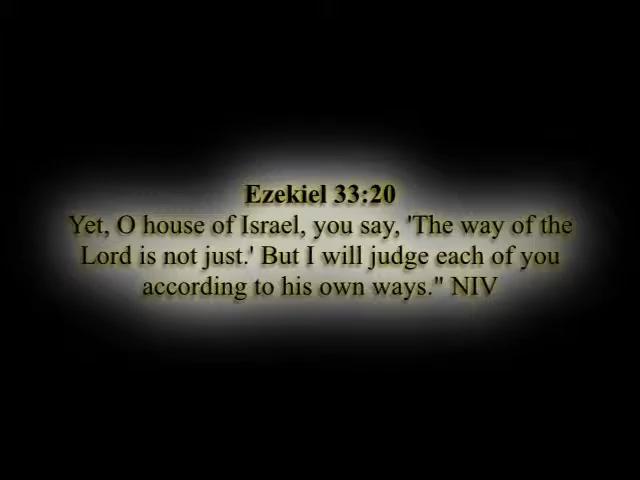 Ezekiel 33:20
Yet, O house of Israel, you say, 'The way of the
Lord is not just.' But I will judge each of you
according to his own ways." NIV